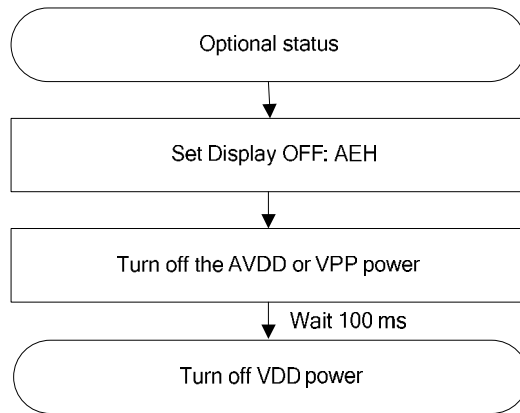 Optional status
Set Display OFF: AEH
Turn off the AVDD or VPP power
Wait 100 ms
Turn off VDD power